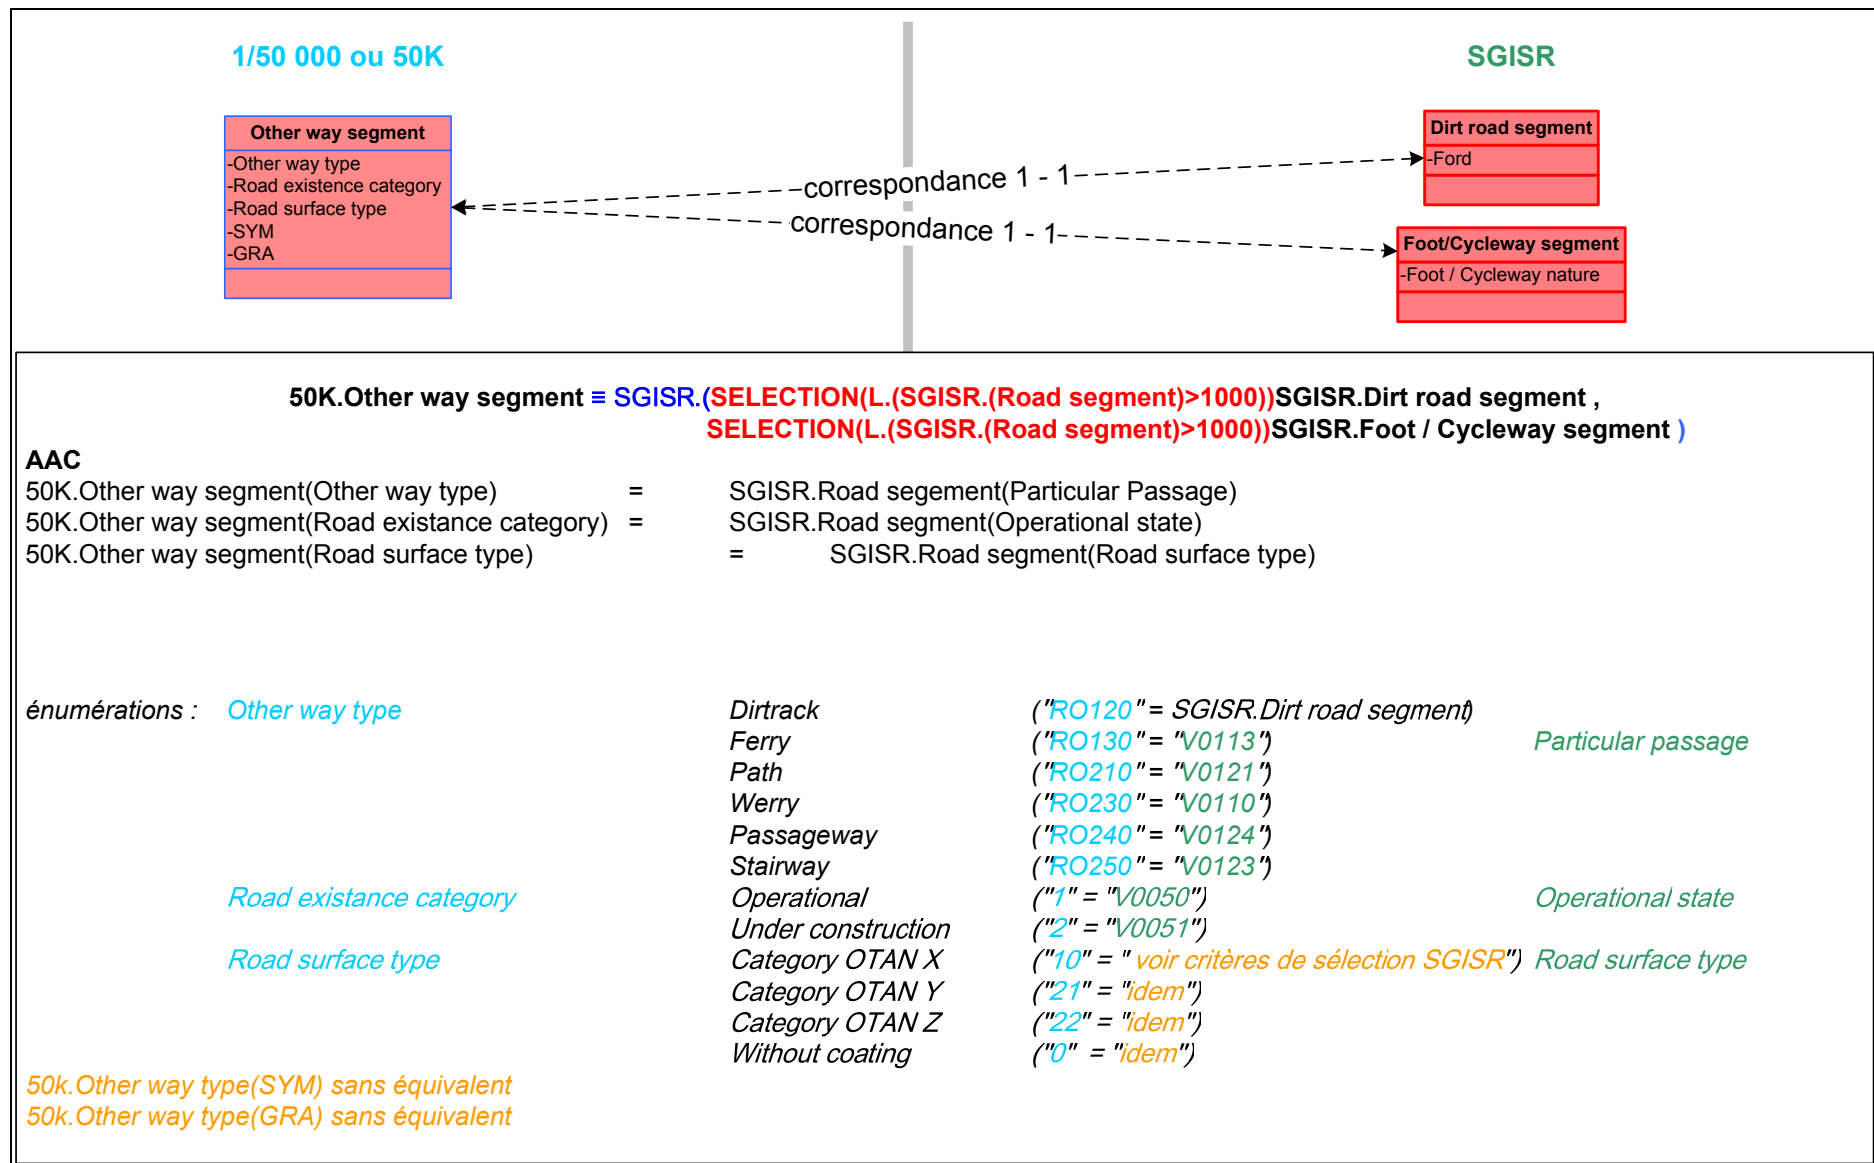 1/50 000 ou 50K
SGISR
Other way segment
-Other way type
-Road existence category
-Road surface type
-SYM
-GRA
correspondance 1 - 1
correspondance 1 - 1
Dirt road segment
-Ford
Foot/Cycleway segment
-Foot / Cycleway nature
50K.Other way segment ≡ SGISR.(SELECTION(L.(SGISR.(Road segment)>1000))SGISR.Dirt road segment ,
SELECTION(L.(SGISR.(Road segment)>1000))SGISR.Foot / Cycleway segment )
AAC
50K.Other way segment(Other way type) = SGISR.Road segement(Particular Passage)
50K.Other way segment(Road existance category) = SGISR.Road segment(Operational state)
50K.Other way segment(Road surface type) = SGISR.Road segment(Road surface type)
énumérations : Other way type Dirtrack ("RO120" = SGISR.Dirt road segment)
Ferry ("RO130" = "V0113") Particular passage
Path ("RO210" = "V0121")
Werry ("RO230" = "V0110")
Passageway ("RO240" = "V0124")
Stairway ("RO250" = "V0123")
Road existance category Operational ("1" = "V0050") Operational state
Under construction ("2" = "V0051")
Road surface type Category OTAN X ("10" = " voir critères de sélection SGISR") Road surface type
Category OTAN Y ("21" = "idem")
Category OTAN Z ("22" = "idem")
Without coating ("0" = "idem")
50k.Other way type(SYM) sans équivalent
50k.Other way type(GRA) sans équivalent